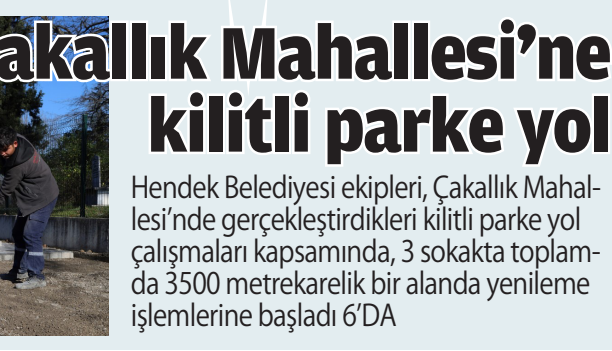 akallık Mahallesi’ne
kilitli parke yol
Hendek Belediyesi ekipleri, Çakallık Mahal-
lesi’nde gerçekleştirdikleri kilitli parke yol
çalışmaları kapsamında, 3 sokakta toplam-
da 3500 metrekarelik bir alanda yenileme
işlemlerine başladı 6’DA